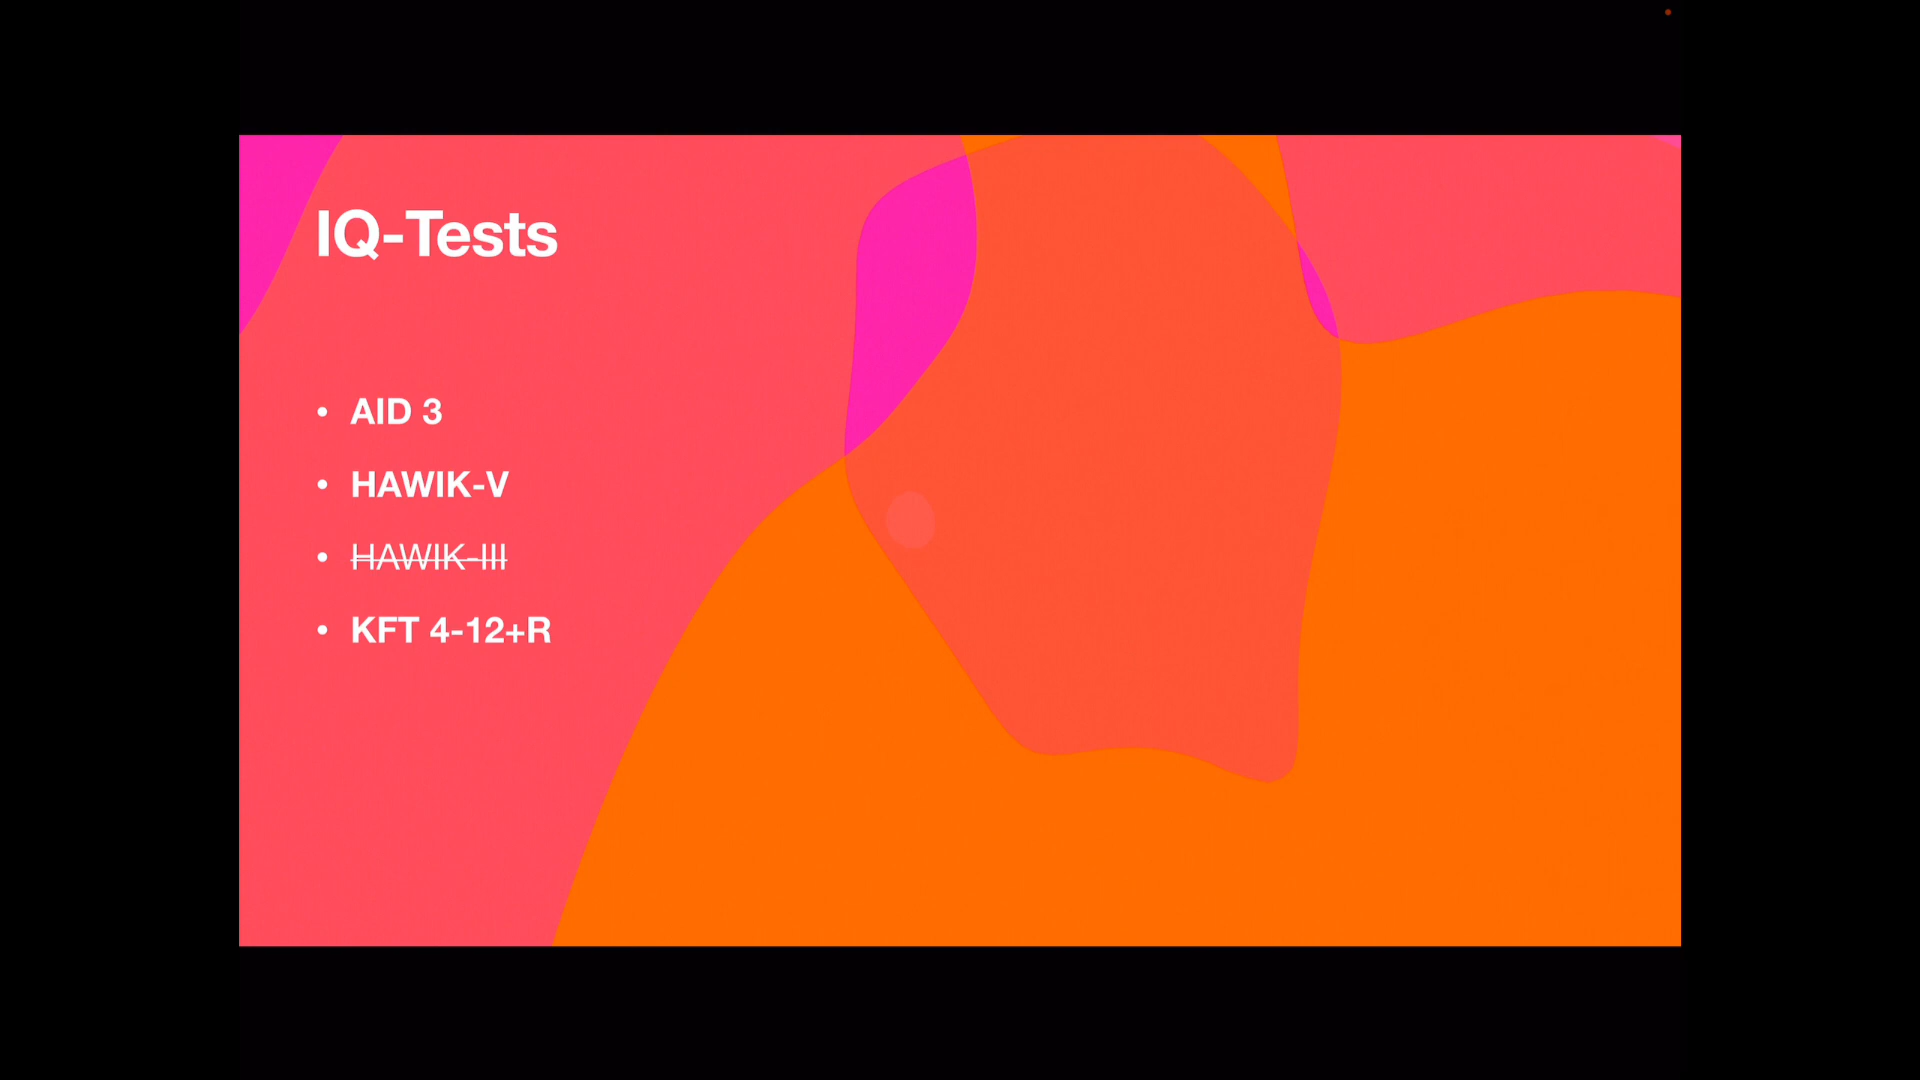 IQ-Tests
• AID 3
• HAWIK-V
• HAWIK-III
• KFT 4-12+R